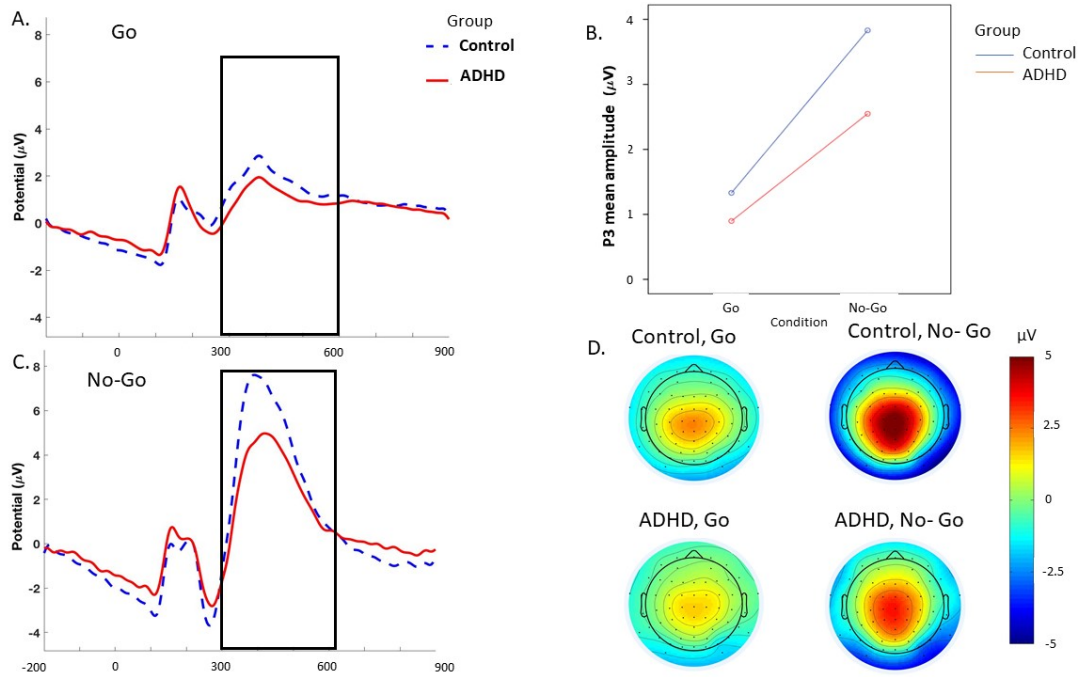 A.
Go
Group
Control
ADHD
8
6
4
2
0
-2
-4
Potential (µV)
0
300
600
900
B.
4
3
2
1
0
P3 mean amplitude (µV)
Go
No-Go
Condition
Group
Control
ADHD
C.
No-Go
8
6
4
2
0
-2
-4
Potential (µV)
-200
0
300
600
900
D.
Control, Go
Control, No- Go
ADHD, Go
ADHD, No- Go
µV
5
2.5
0
-2.5
-5